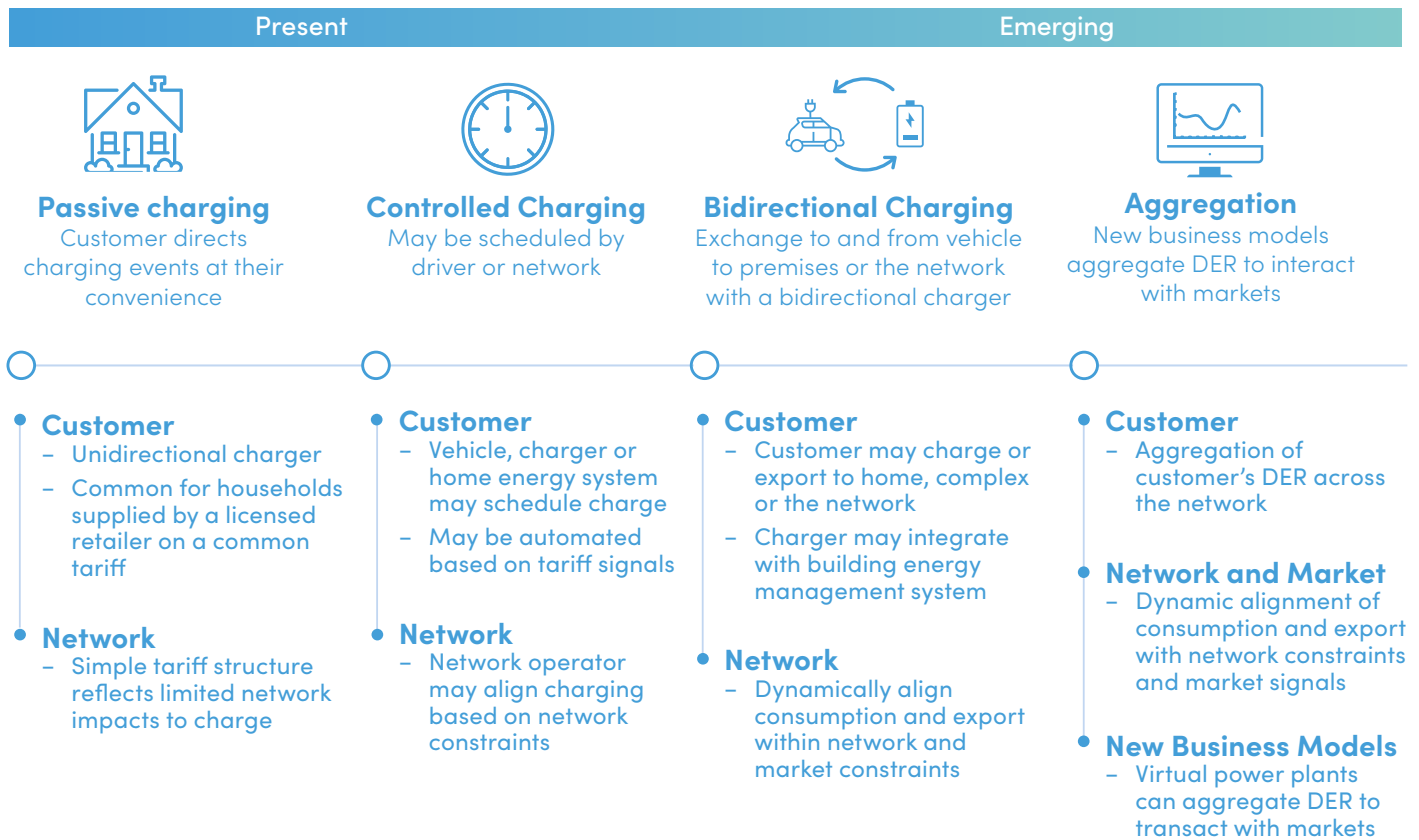 Present
Emerging
Passive charging
Customer directs
charging events at their
convenience
Controlled Charging
May be scheduled by
driver or network
Bidirectional Charging
Exchange to and from vehicle
to premises or the network
with a bidirectional charger
Aggregation
New business models
aggregate DER to interact
with markets
Customer
– Unidirectional charger
– Common for households
supplied by a licensed
retailer on a common
tariff
Network
– Simple tariff structure
reflects limited network
impacts to charge
Customer
– Vehicle, charger or
home energy system
may schedule charge
– May be automated
based on tariff signals
Network
– Network operator
may align charging
based on network
constraints
Customer
– Customer may charge or
export to home, complex
or the network
– Charger may integrate
with building energy
management system
Network
– Dynamically align
consumption and export
within network and
market constraints
Customer
– Aggregation of
customer’s DER across
the network
Network and Market
– Dynamic alignment of
consumption and export
with network constraints
and market signals
New Business Models
– Virtual power plants
can aggregate DER to
transact with markets